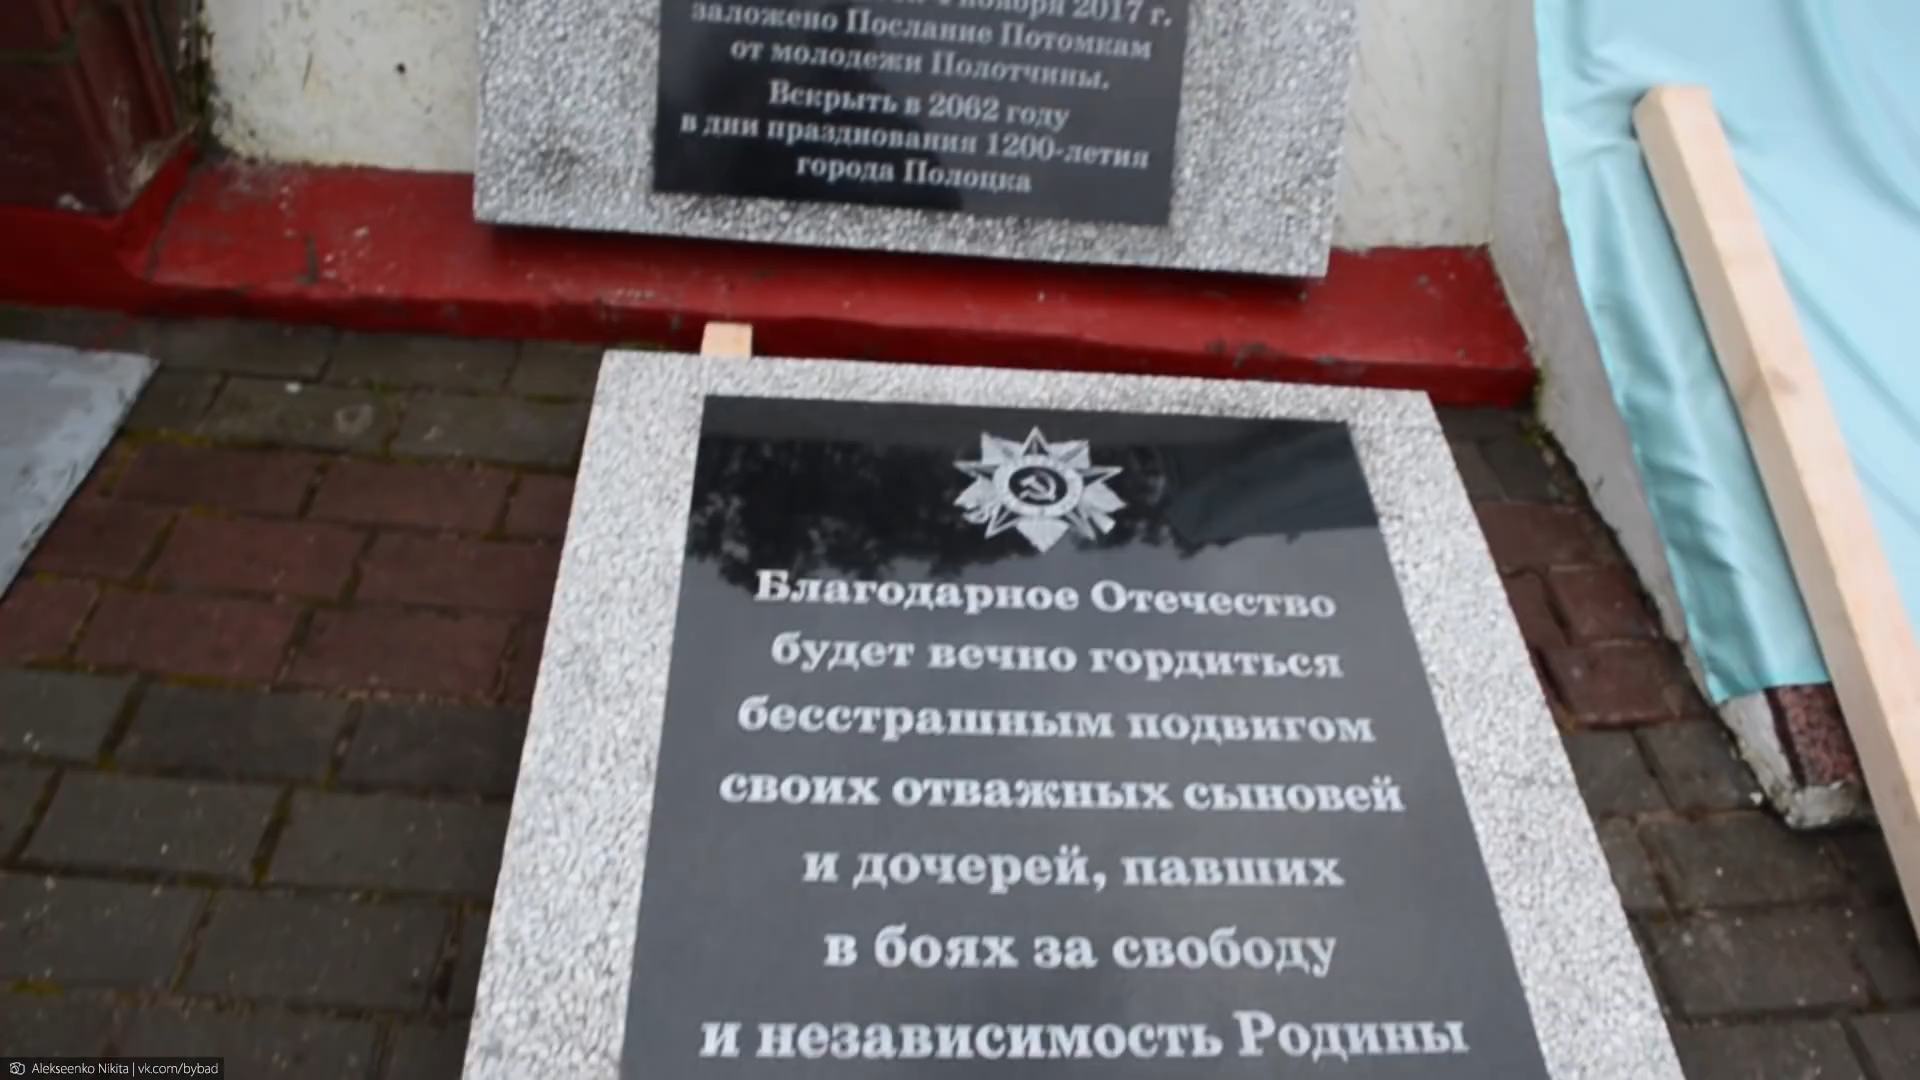 ноября 2017 г.
заложено Послание Потомкам
от молодежи Полотчины.
Вскрыть в 2062 году
в дни празднования 1200-летия
города Полоцка
Благодарное Отечество
будет вечно гордиться
бесстрашным подвигом
своих отважных сыновей
и дочерей, павших
в боях за свободу
и независимость Родины
Alekseenko Nikita | vk.com/bybad